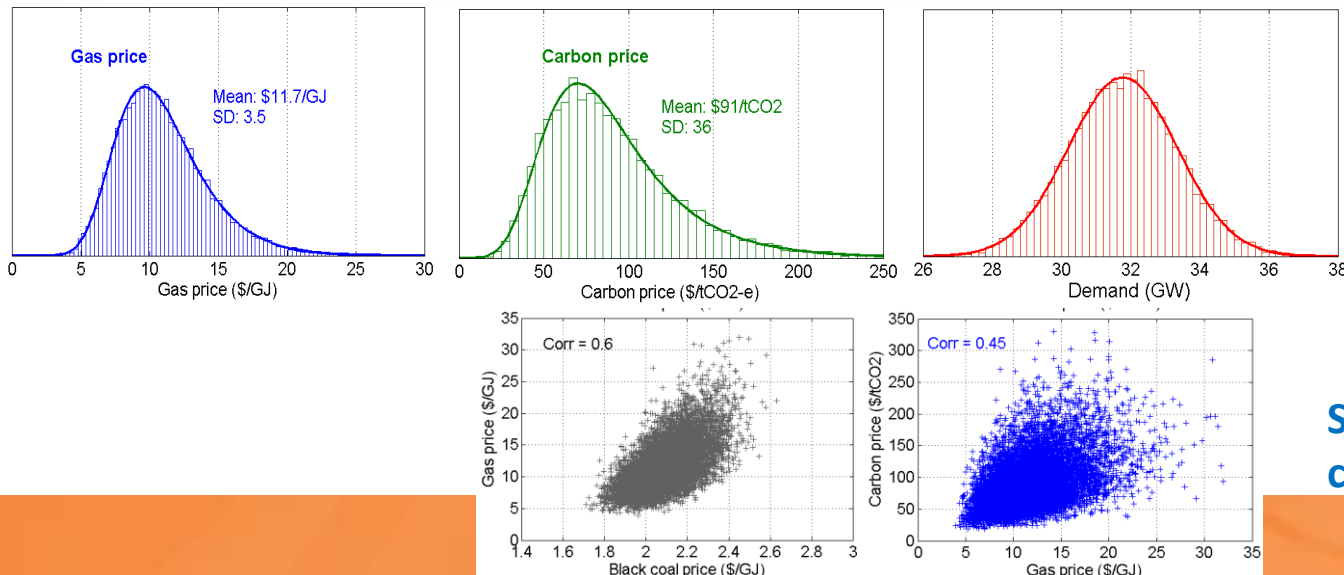 Gas price
Mean: $11.7/GJ
SD: 3.5
0 5 10 15 20 25 30
Gas price ($/GJ)
Carbon price
Mean: $91/tCO2
SD: 36
0 50 100 150 200 250
Carbon price ($/tCO2-e)
26 28 30 32 34 36 38
Demand (GW)
Corr = 0.6
35
30
25
20
15
10
5
0
Gas price ($/GJ)
1.4 1.6 1.8 2 2.2 2.4 2.6 2.8 3
Black coal price ($/GJ)
Corr = 0.45
350
300
250
200
150
100
50
0
Carbon price ($/tCO2)
0 5 10 15 20 25 30 35
Gas price ($/GJ)
S
c